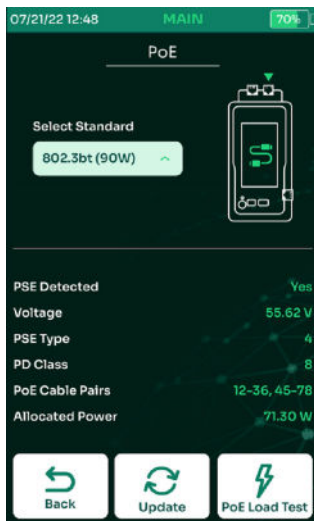 07/21/22 12:48 MAIN 70%
PoE
Select Standard
802.3bt (90W)
PSE Detected Yes
Voltage 55.62 V
PSE Type 4
PD Class 8
PoE Cable Pairs 12-36, 45-78
Allocated Power 71.30 W
Back Update PoE Load Test